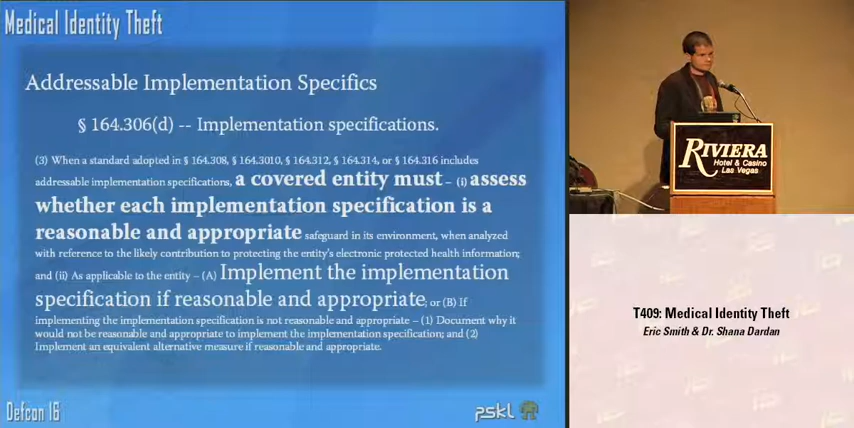 Medical Identity Theft
Addressable Implementation Specifics
§ 164.306(d) -- Implementation specifications.
(3) When a standard adopted in § 164.308, § 164.3010, § 164.312, § 164.314, or § 164.316 includes
addressable implementation specifications, a covered entity must – (i) assess
whether each implementation specification is a
reasonable and appropriate safeguard in its environment, when analyzed
with reference to the likely contribution to protecting the entity's electronic protected health information;
and (ii) As applicable to the entity – (A) Implement the implementation
specification if reasonable and appropriate; or (B) If
implementing the implementation specification is not reasonable and appropriate – (1) Document why it
would not be reasonable and appropriate to implement the implementation specification; and (2)
Implement an equivalent alternative measure if reasonable and appropriate.
Defcon 16
pskl
RIVIERA
Hotel & Casino
Las Vegas
T409: Medical Identity Theft
Eric Smith & Dr. Shana Dardan